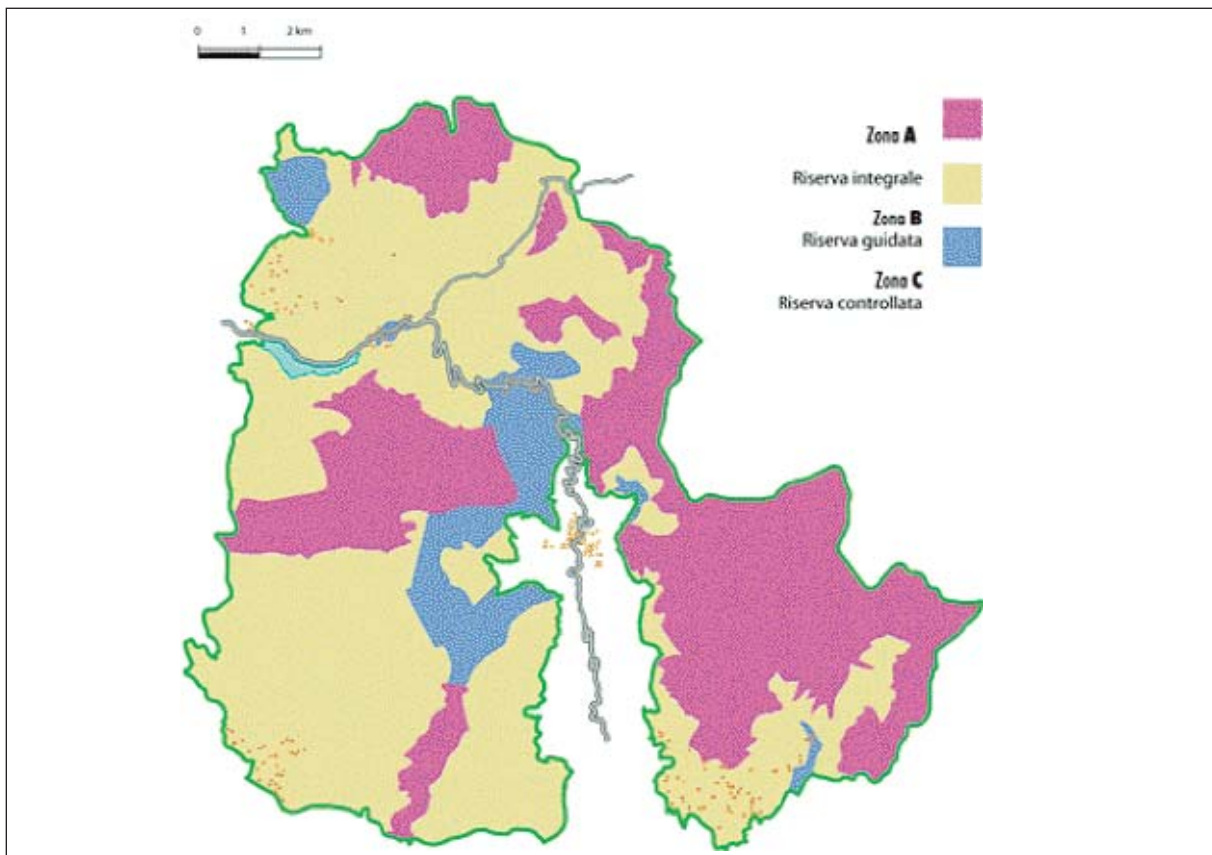 0 1 2 km
Zona A
Riserva integrale
Zona B
Riserva guidata
Zona C
Riserva controllata